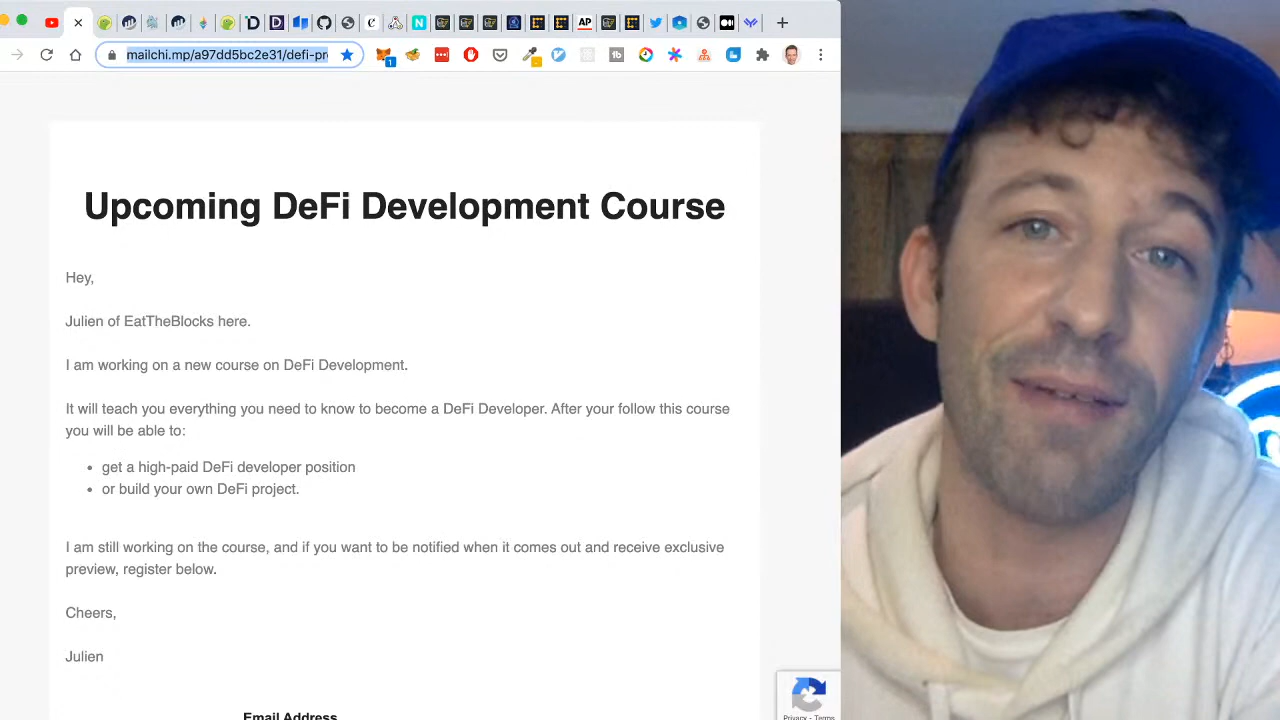 AP
mailchi.mp/a97dd5bc2e31/defi-pr
1
tb
Upcoming DeFi Development Course
Hey,
Julien of EatTheBlocks here.
I am working on a new course on DeFi Development.
It will teach you everything you need to know to become a DeFi Developer. After your follow this course
you will be able to:
get a high-paid DeFi developer position
or build your own DeFi project.
I am still working on the course, and if you want to be notified when it comes out and receive exclusive
preview, register below.
Cheers,
Julien
Email Address
Privacy - Terms